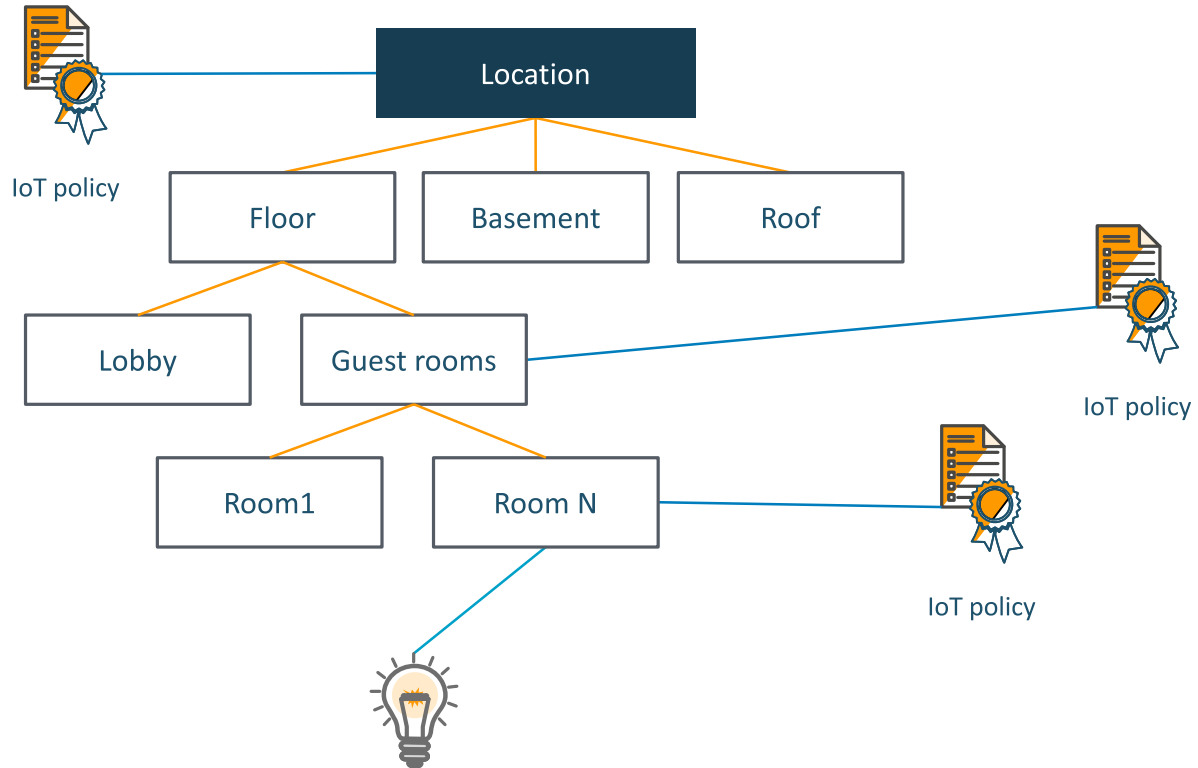 Location
IoT policy
Floor
Basement
Roof
Lobby
Guest rooms
IoT policy
Room1
Room N
IoT policy